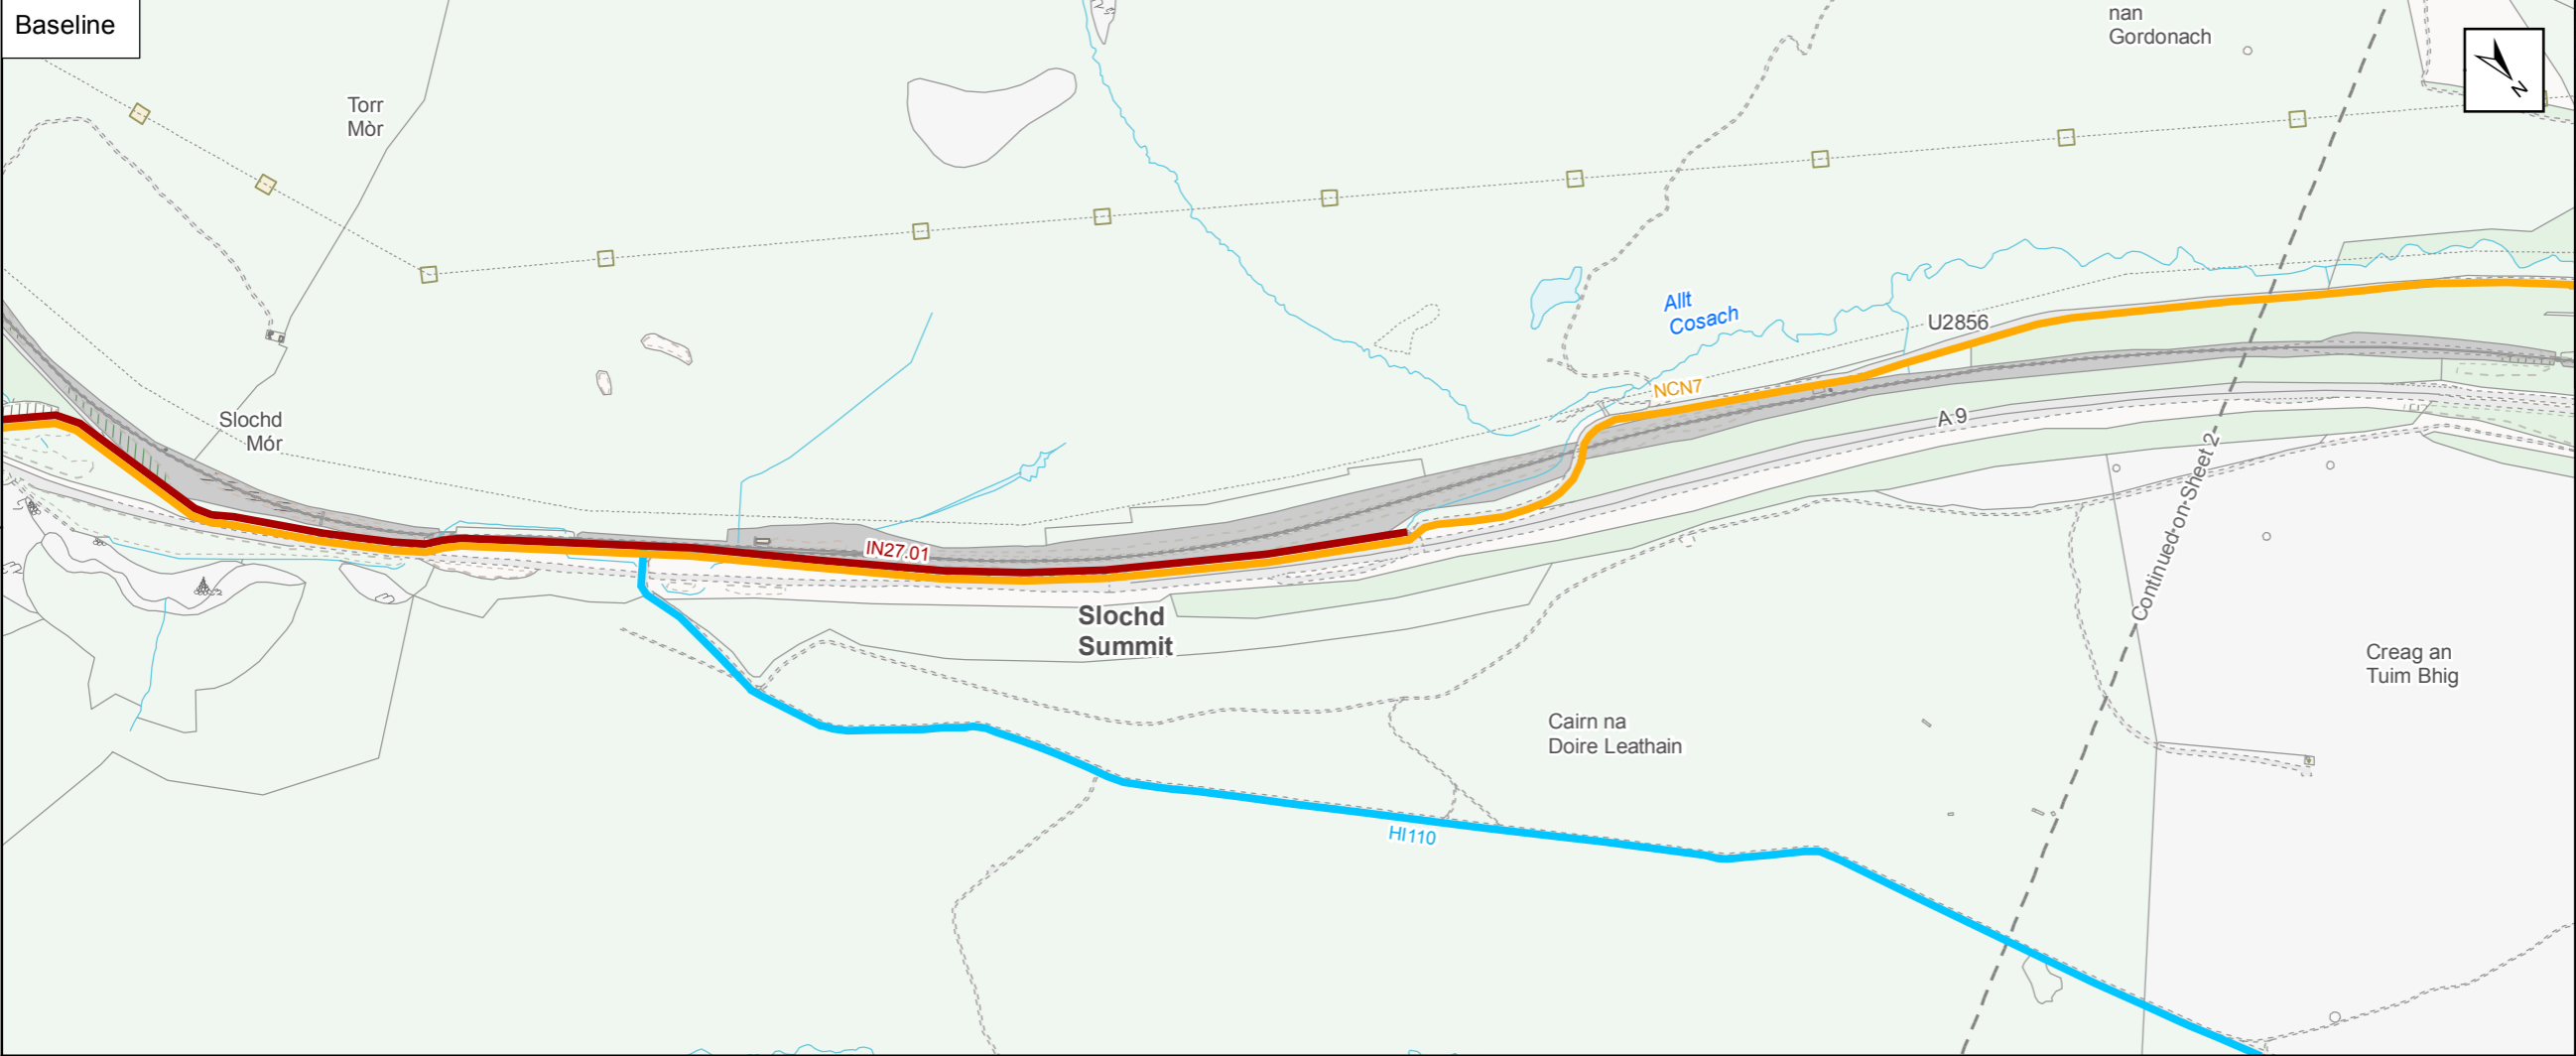 Baseline
nan
Gordonach
N
Torr
Mòr
Allt
Cosach
U2856
NCN7
A 9
Slochd
Mór
Continued-on-Sheet 2
IN27.01
Slochd
Summit
Creag an
Tuim Bhig
Cairn na
Doire Leathain
HI110